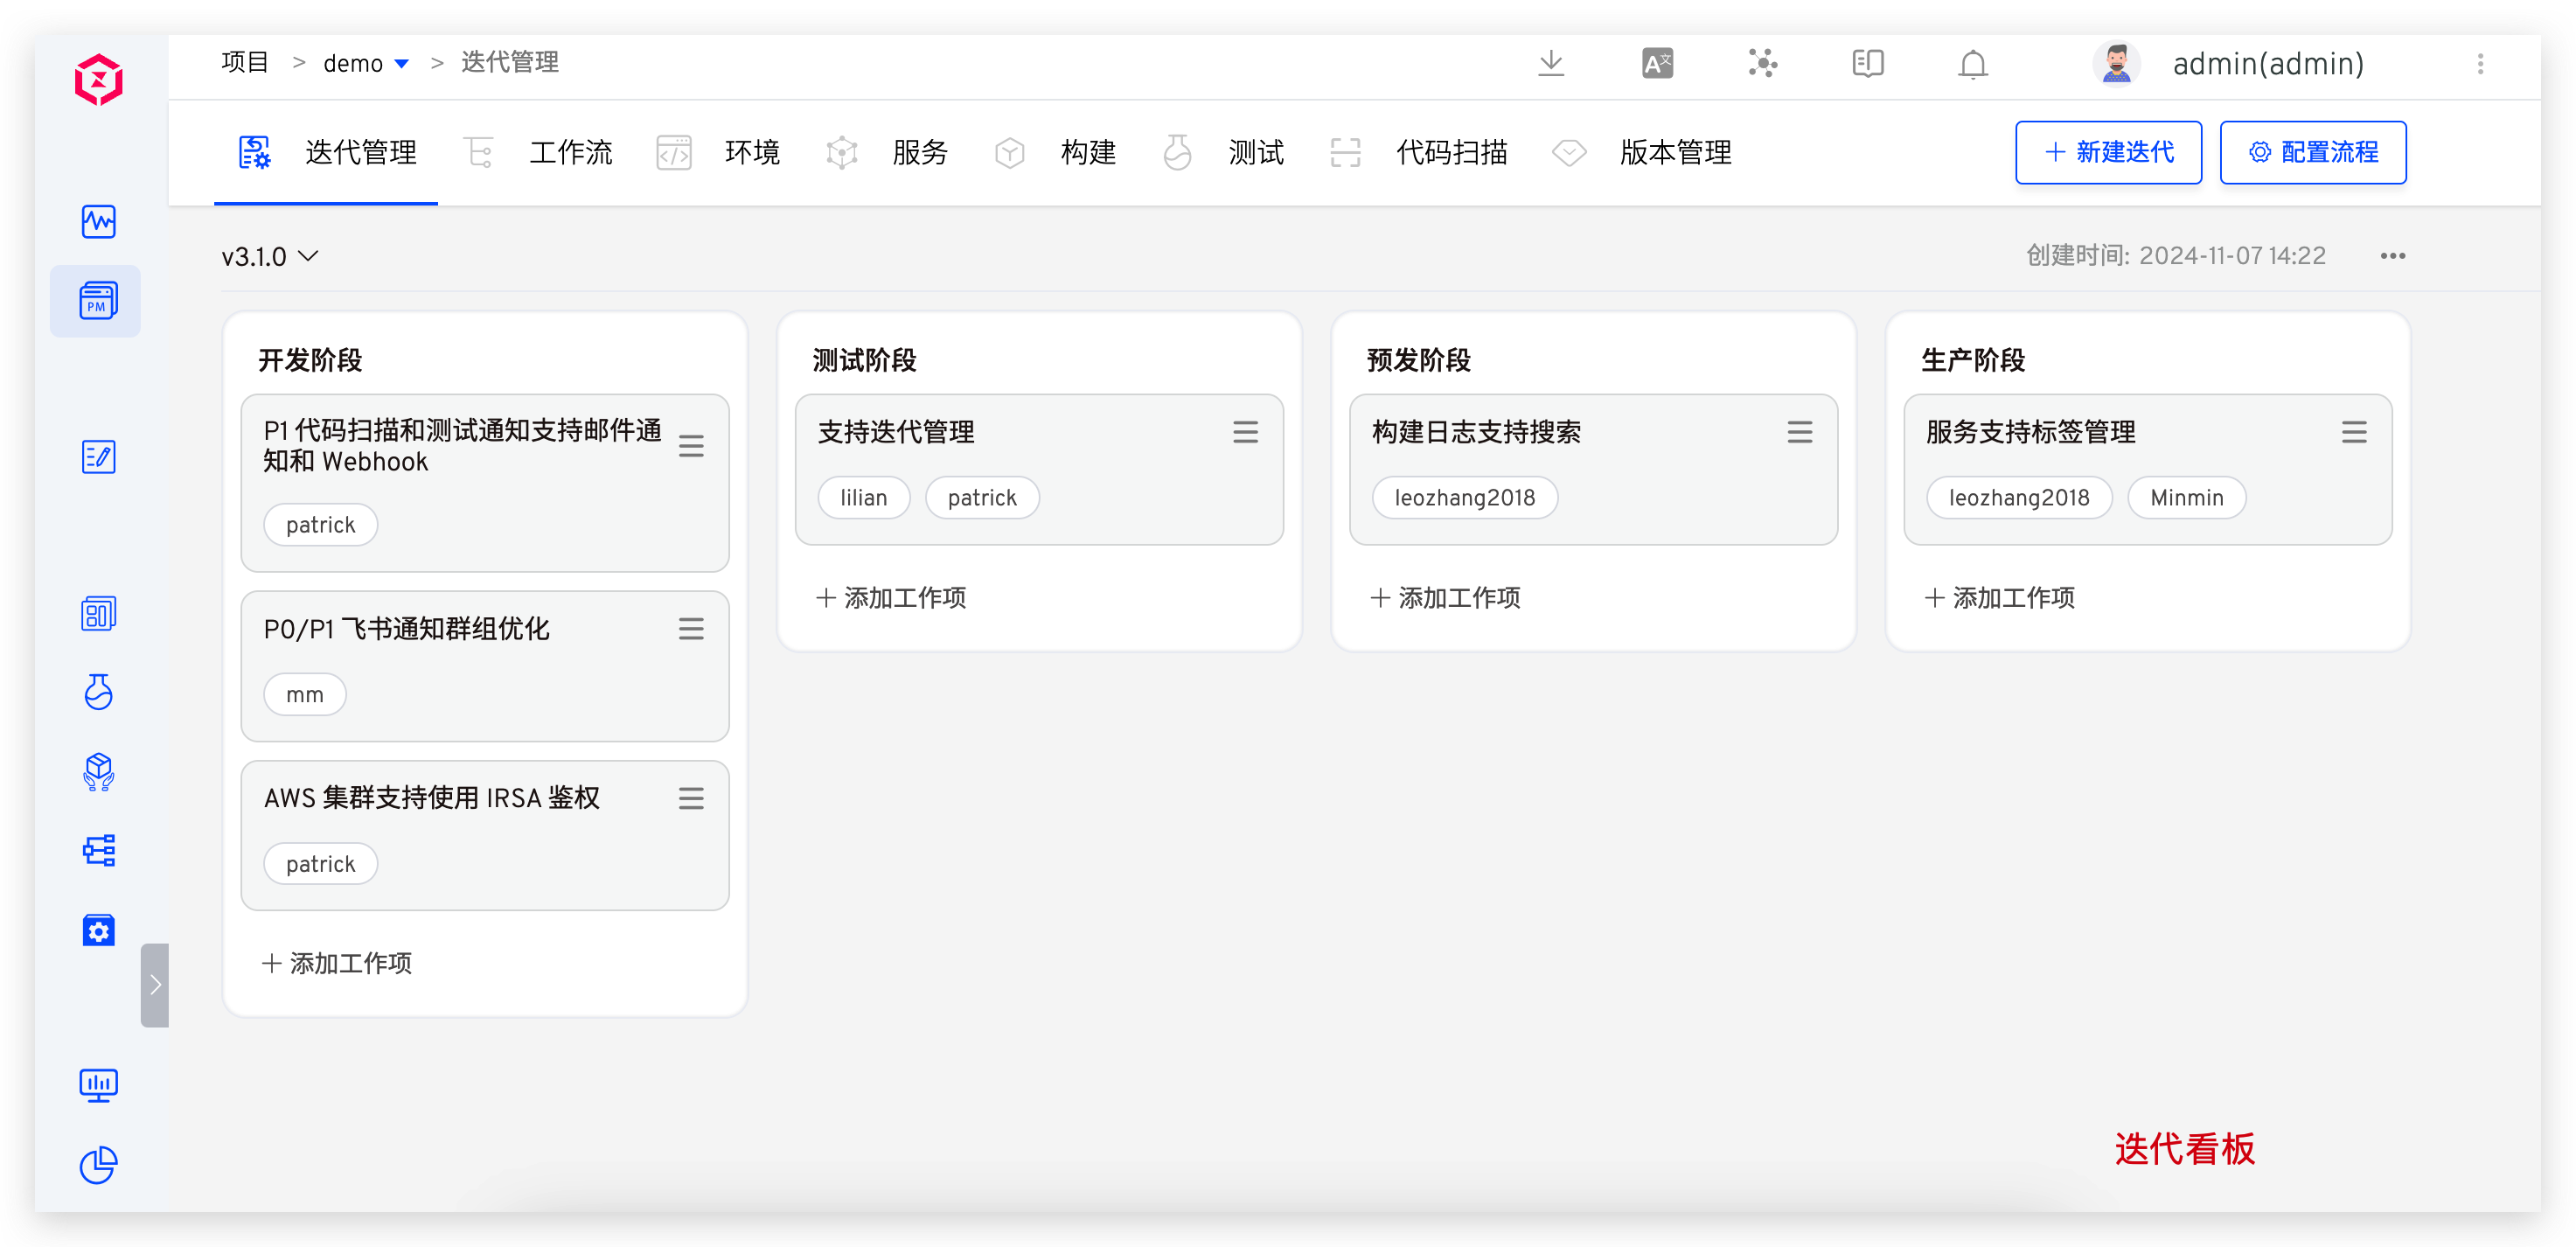 项目 > demo > 迭代管理
admin(admin)
迭代管理 工作流 环境 服务 构建 测试 代码扫描 版本管理
+ 新建迭代 配置流程
PM
v3.1.0
创建时间: 2024-11-07 14:22
开发阶段
P1 代码扫描和测试通知支持邮件通
知和 Webhook
patrick
P0/P1 飞书通知群组优化
mm
AWS 集群支持使用 IRSA 鉴权
patrick
+ 添加工作项
测试阶段
支持迭代管理
lilian patrick
+ 添加工作项
预发阶段
构建日志支持搜索
leozhang2018
+ 添加工作项
生产阶段
服务支持标签管理
leozhang2018 Minmin
+ 添加工作项
迭代看板